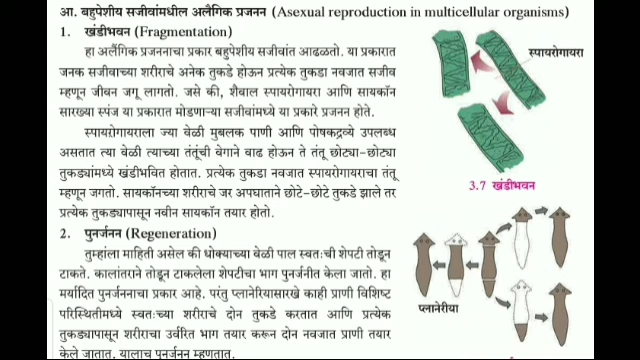 आ. बहुपेशीय सजीवांमधील अलैंगिक प्रजनन (Asexual reproduction in multicellular organisms)
1. खंडीभवन (Fragmentation)
हा अलैंगिक प्रजननाचा प्रकार बहुपेशीय सजीवांत आढळतो. या प्रकारात
जनक सजीवाच्या शरीराचे अनेक तुकडे होऊन प्रत्येक तुकडा नवजात सजीव
म्हणून जीवन जगू लागतो. जसे की, शैवाल स्पायरोगायरा आणि सायकॉन
सारख्या स्पंज या प्रकारात मोडणाऱ्या सजीवांमध्ये या प्रकारे प्रजनन होते.
स्पायरोगायराला ज्या वेळी मुबलक पाणी आणि पोषकद्रव्ये उपलब्ध
असतात त्या वेळी त्याच्या तंतूंची वेगाने वाढ होऊन ते तंतू छोट्या-छोट्या
तुकड्यांमध्ये खंडीभवित होतात. प्रत्येक तुकडा नवजात स्पायरोगायराचा तंतू
म्हणून जगतो. सायकॉनच्या शरीराचे जर अपघाताने छोटे-छोटे तुकडे झाले तर
प्रत्येक तुकड्यापासून नवीन सायकॉन तयार होतो.
2. पुनर्जनन (Regeneration)
तुम्हांला माहिती असेल की धोक्याच्या वेळी पाल स्वतःची शेपटी तोडून
टाकते. कालांतराने तोडून टाकलेला शेपटीचा भाग पुनर्जनीत केला जातो. हा
मर्यादित पुनर्जननाचा प्रकार आहे. परंतु प्लानेरियासारखे काही प्राणी विशिष्ट
परिस्थितीमध्ये स्वतःच्या शरीराचे दोन तुकडे करतात आणि प्रत्येक
तुकड्यापासून शरीराचा उर्वरित भाग तयार करून दोन नवजात प्राणी तयार
केले जातात. यालाच पुनर्जनन म्हणतात.
स्पायरोगायरा
3.7 खंडीभवन
प्लानेरीया